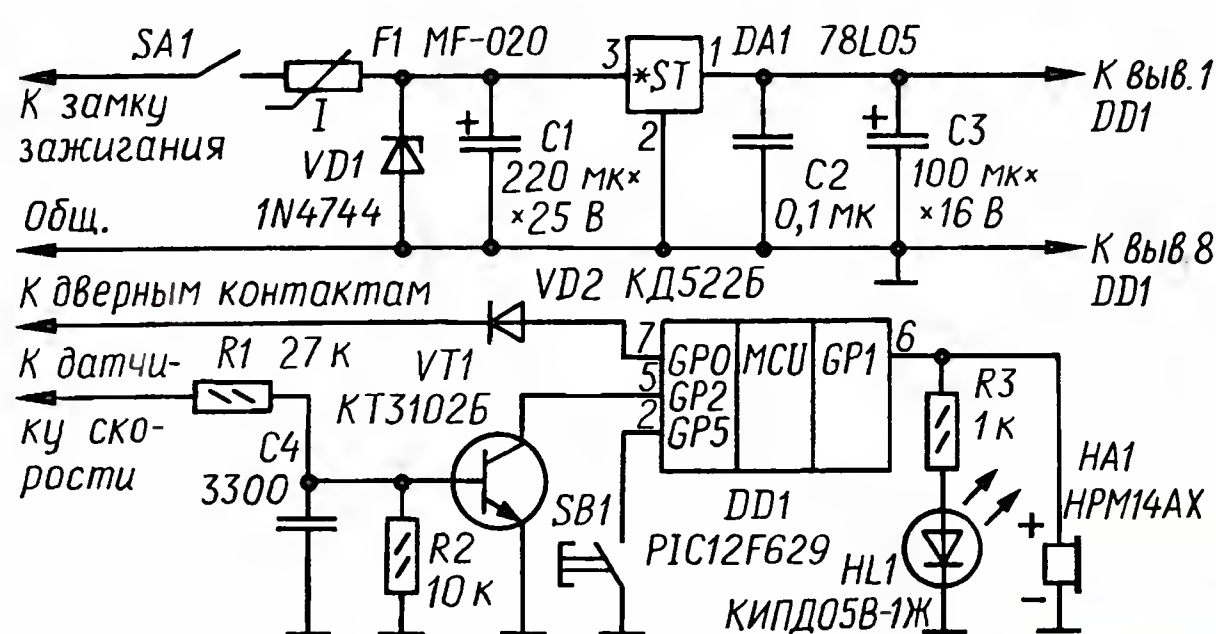 SA1
F1 MF-020
I
К замку
зажигания
VD1
1N4744
+
C1
220 мк×
×25 В
3
*ST
1
2
DA1 78L05
C2
0,1 мк
+
C3
100 мк×
×16 В
К выв.1
DD1
Общ.
К выв.8
DD1
К дверным контактам
VD2 КД522Б
К датчи-
ку ско-
рости
R1 27 к
C4
3300
VT1
КТ3102Б
R2
10 к
SB1
7
5
2
GP0
GP2
GP5
MCU
GP1
6
DD1
PIC12F629
R3
1 к
HL1
КИПД05В-1Ж
HA1
HPM14AX
+
−